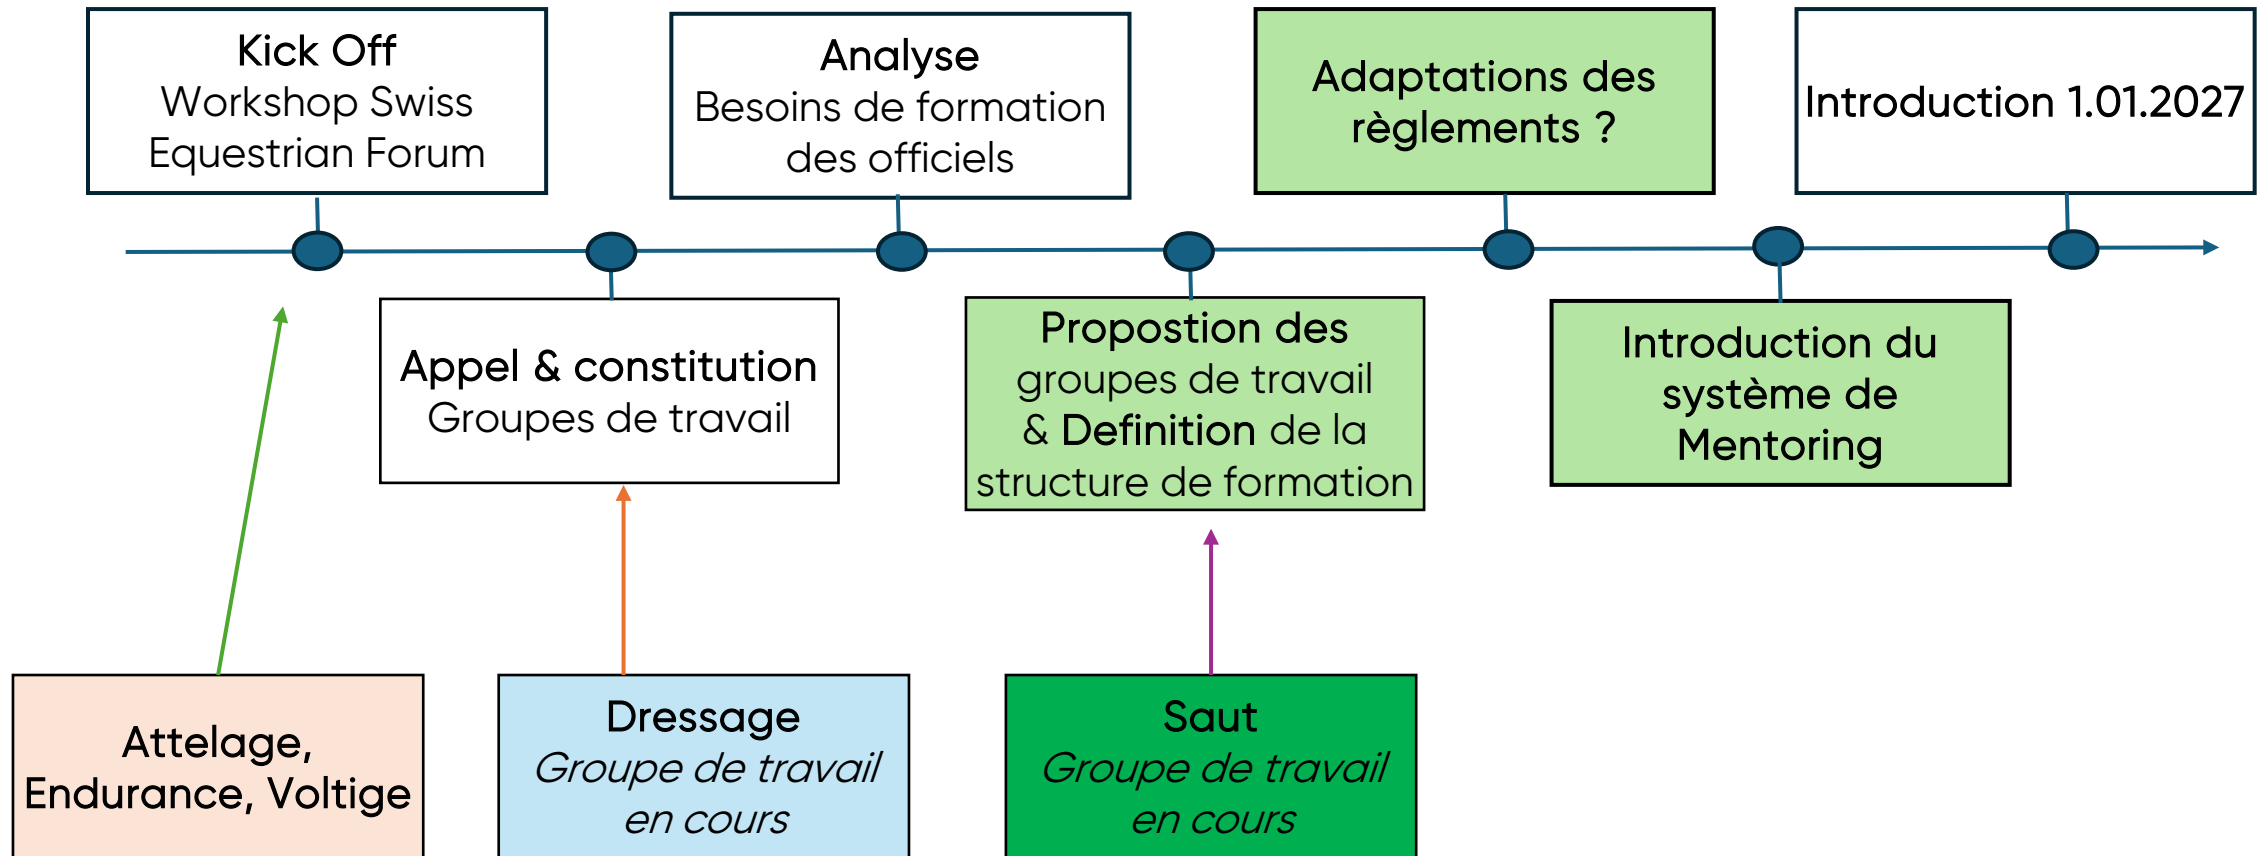 Kick Off
Workshop Swiss
Equestrian Forum
Analyse
Besoins de formation
des officiels
Adaptations des
règlements ?
Introduction 1.01.2027
Appel & constitution
Groupes de travail
Propostion des
groupes de travail
& Definition de la
structure de formation
Introduction du
système de
Mentoring
Attelage,
Endurance, Voltige
Dressage
Groupe de travail
en cours
Saut
Groupe de travail
en cours